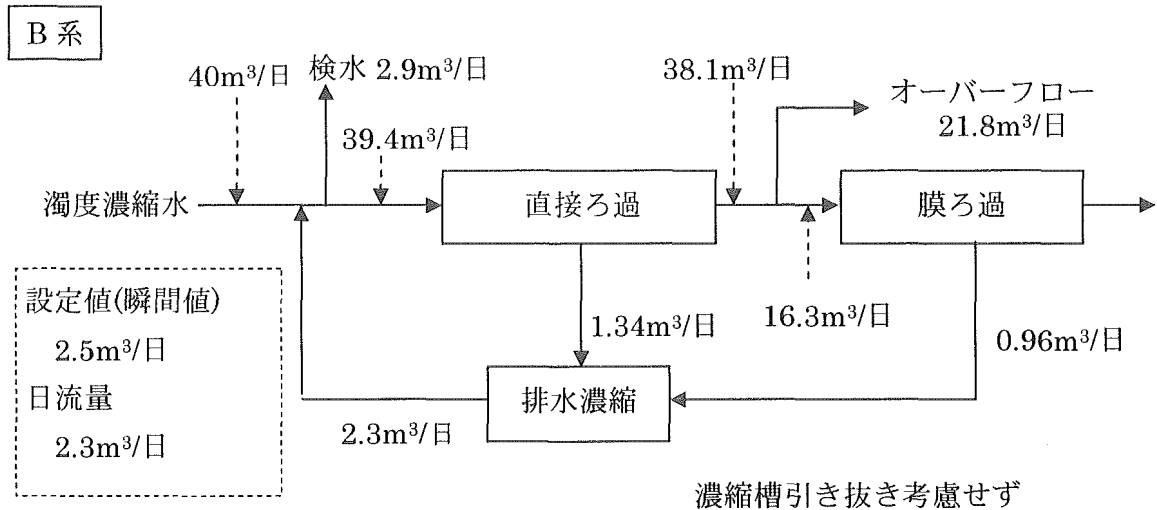 B 系
40m³/日
検水 2.9m³/日
38.1m³/日
オーバーフロー
21.8m³/日
39.4m³/日
濁度濃縮水
直接ろ過
膜ろ過
設定値(瞬間値)
2.5m³/日
日流量
2.3m³/日
1.34m³/日
16.3m³/日
0.96m³/日
排水濃縮
2.3m³/日
濃縮槽引き抜き考慮せず